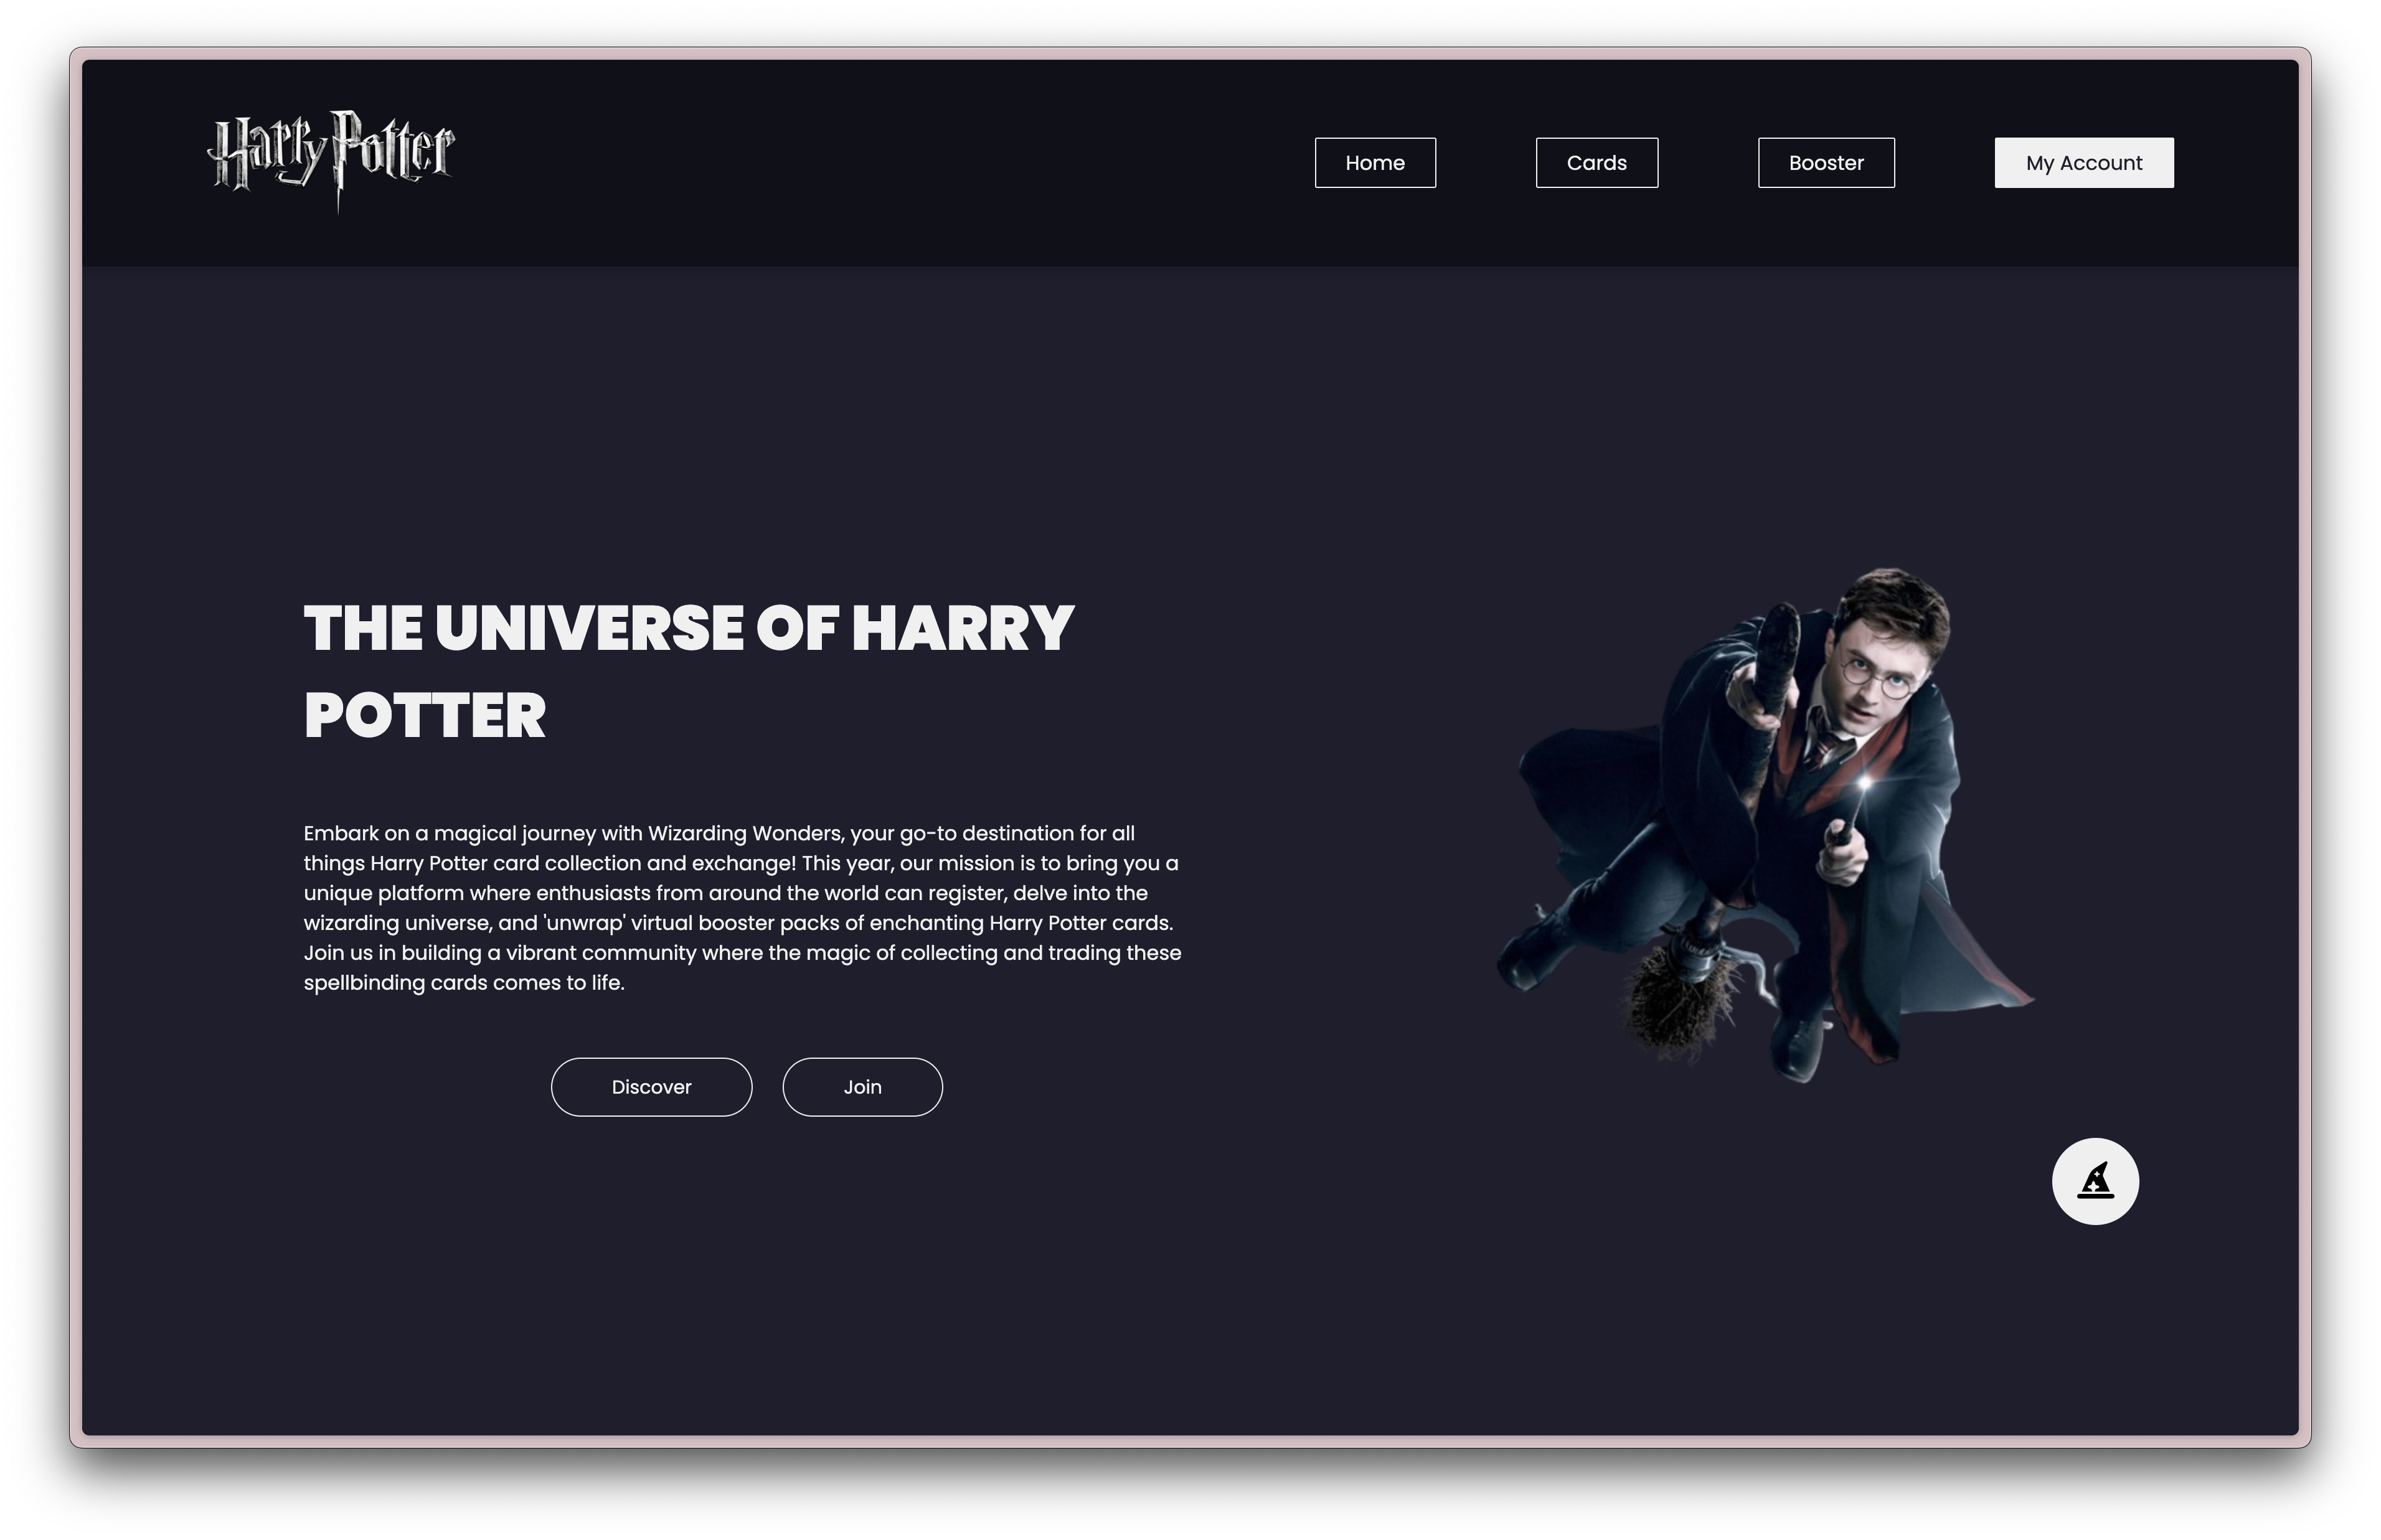 Harry Potter
Home
Cards
Booster
My Account
THE UNIVERSE OF HARRY
POTTER
Embark on a magical journey with Wizarding Wonders, your go-to destination for all
things Harry Potter card collection and exchange! This year, our mission is to bring you a
unique platform where enthusiasts from around the world can register, delve into the
wizarding universe, and 'unwrap' virtual booster packs of enchanting Harry Potter cards.
Join us in building a vibrant community where the magic of collecting and trading these
spellbinding cards comes to life.
Discover
Join